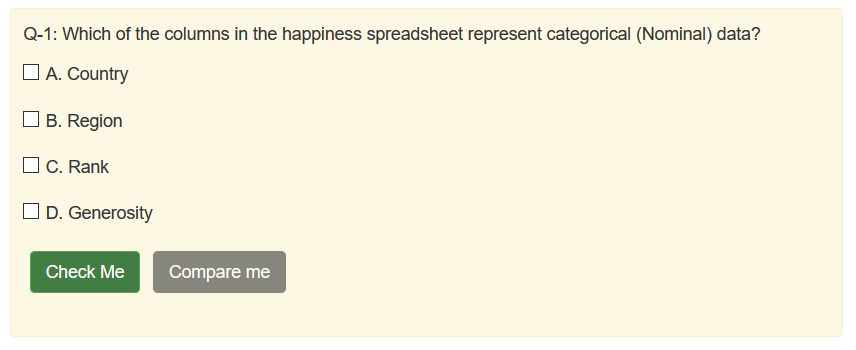 Q-1: Which of the columns in the happiness spreadsheet represent categorical (Nominal) data?
A. Country
B. Region
C. Rank
D. Generosity
Check Me Compare me